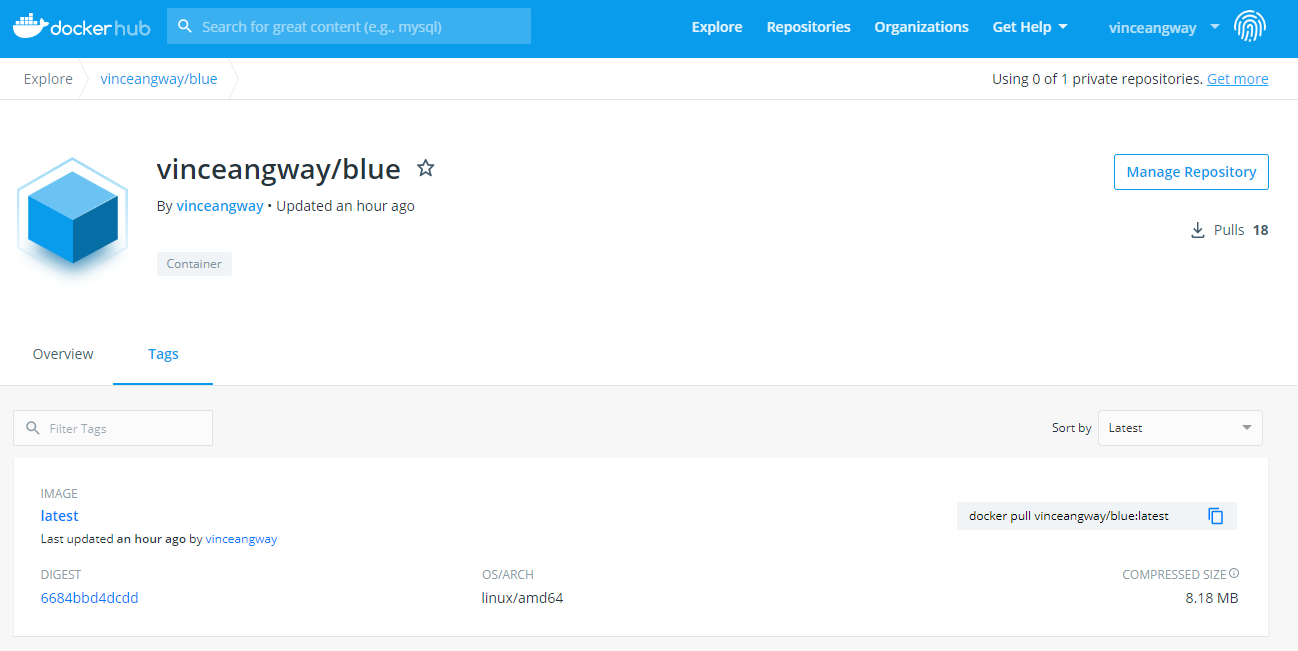 docker hub
Search for great content (e.g., mysql)
Explore
Repositories
Organizations
Get Help
vinceangway
Explore
vinceangway/blue
Using 0 of 1 private repositories. Get more
vinceangway/blue
Manage Repository
By vinceangway • Updated an hour ago
Pulls 18
Container
Overview
Tags
Filter Tags
Sort by
Latest
IMAGE
latest
docker pull vinceangway/blue:latest
Last updated an hour ago by vinceangway
DIGEST
OS/ARCH
COMPRESSED SIZE
6684bbd4dcdd
linux/amd64
8.18 MB